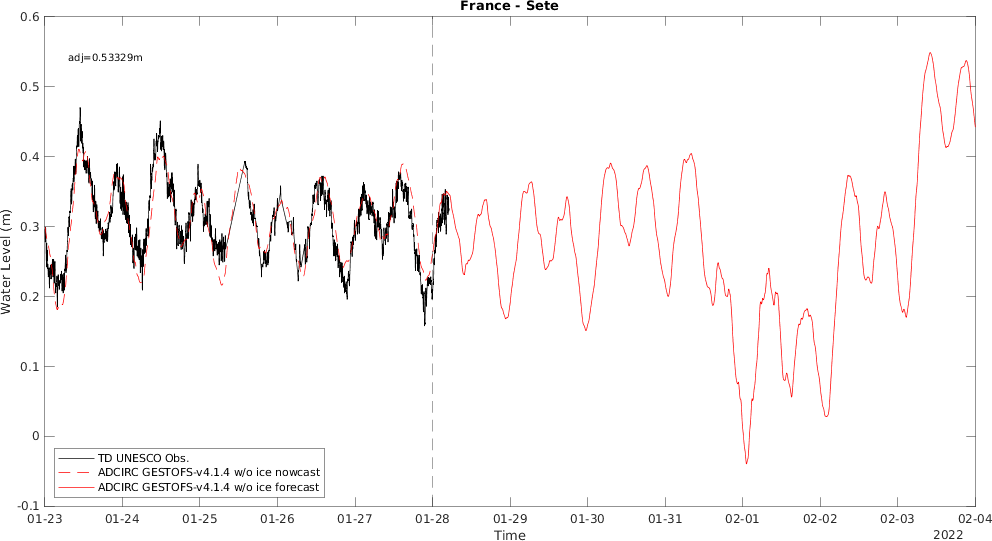 France - Sete
adj=0.53329m
Water Level (m)
0.6
0.5
0.4
0.3
0.2
0.1
0
-0.1
TD UNESCO Obs.
ADCIRC GESTOFS-v4.1.4 w/o ice nowcast
ADCIRC GESTOFS-v4.1.4 w/o ice forecast
01-23 01-24 01-25 01-26 01-27 01-28 01-29 01-30 01-31 02-01 02-02 02-03 02-04
Time
2022